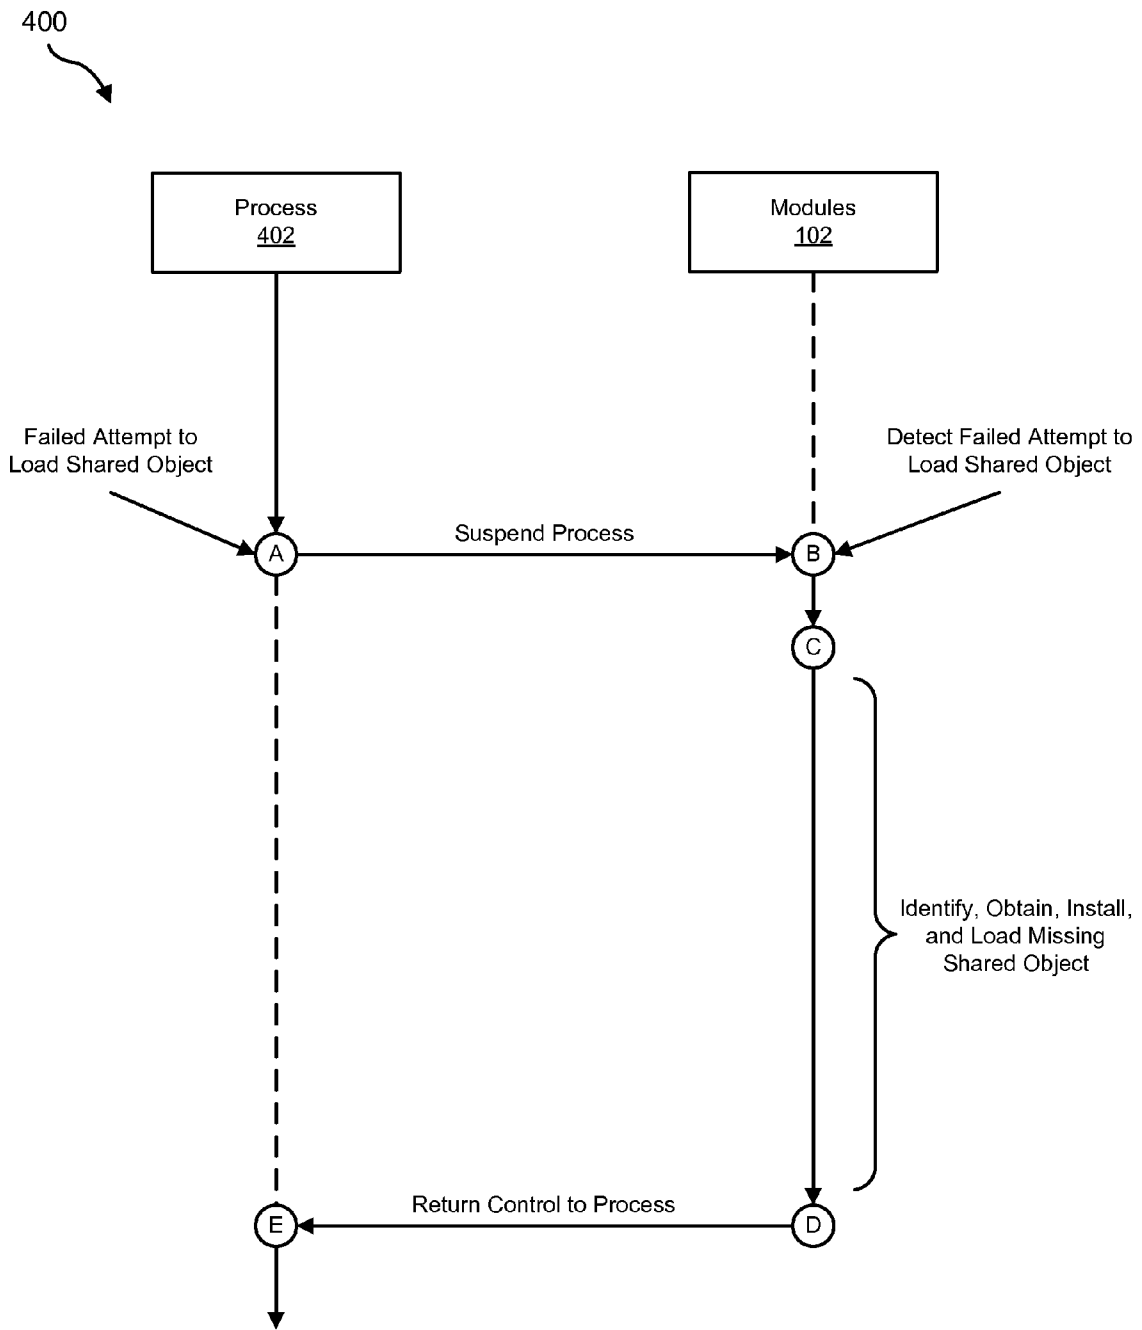 400
Process
402
Modules
102
Failed Attempt to
Load Shared Object
Detect Failed Attempt to
Load Shared Object
Suspend Process
A
B
C
Identify, Obtain, Install,
and Load Missing
Shared Object
Return Control to Process
E
D